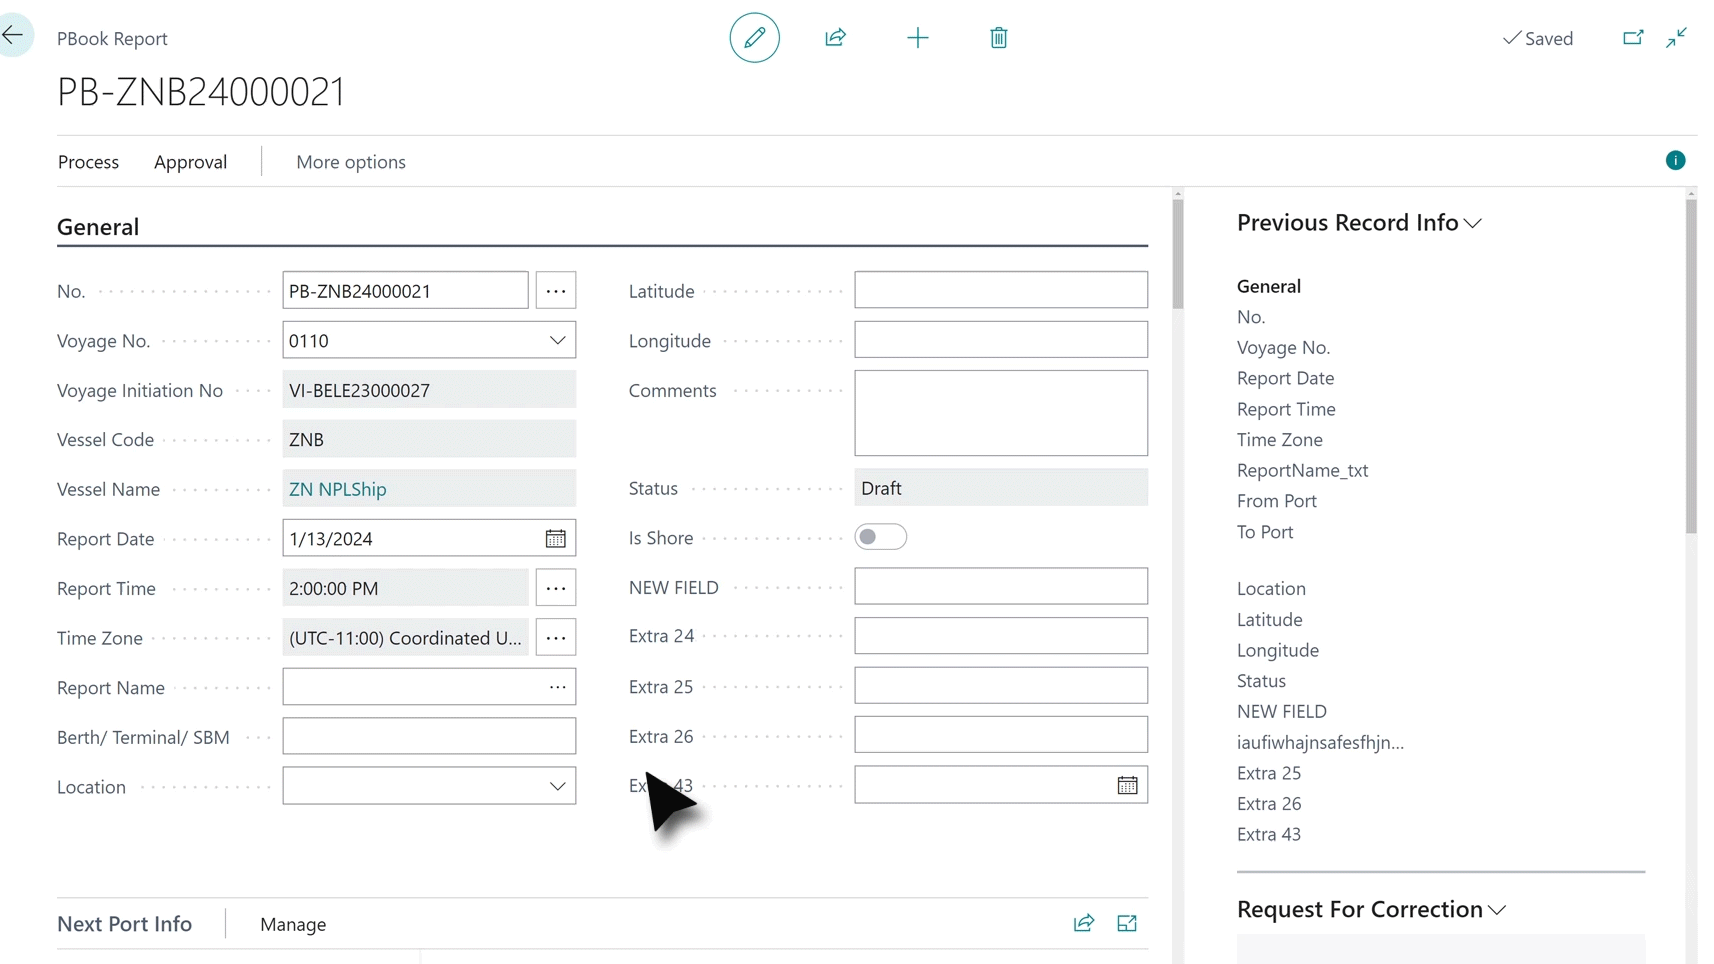 PBook Report
Saved
PB-ZNB24000021
Process Approval More options
General
No. PB-ZNB24000021
Voyage No. 0110
Voyage Initiation No VI-BELE23000027
Vessel Code ZNB
Vessel Name ZN NPLShip
Report Date 1/13/2024
Report Time 2:00:00 PM
Time Zone (UTC-11:00) Coordinated U...
Report Name
Berth/ Terminal/ SBM
Location
Latitude
Longitude
Comments
Status Draft
Is Shore
NEW FIELD
Extra 24
Extra 25
Extra 26
43
Next Port Info Manage
Previous Record Info
General
No.
Voyage No.
Report Date
Report Time
Time Zone
ReportName_txt
From Port
To Port
Location
Latitude
Longitude
Status
NEW FIELD
iaufiwhajnsafesfhjn...
Extra 25
Extra 26
Extra 43
Request For Correction